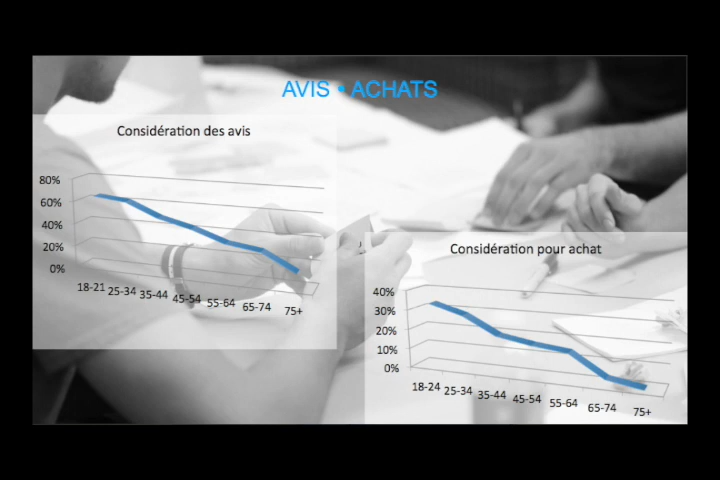 AVIS • ACHATS
Considération des avis
80%
60%
40%
20%
0%
18-21 25-34 35-44 45-54 55-64 65-74 75+
Considération pour achat
40%
30%
20%
10%
0%
18-24 25-34 35-44 45-54 55-64 65-74 75+